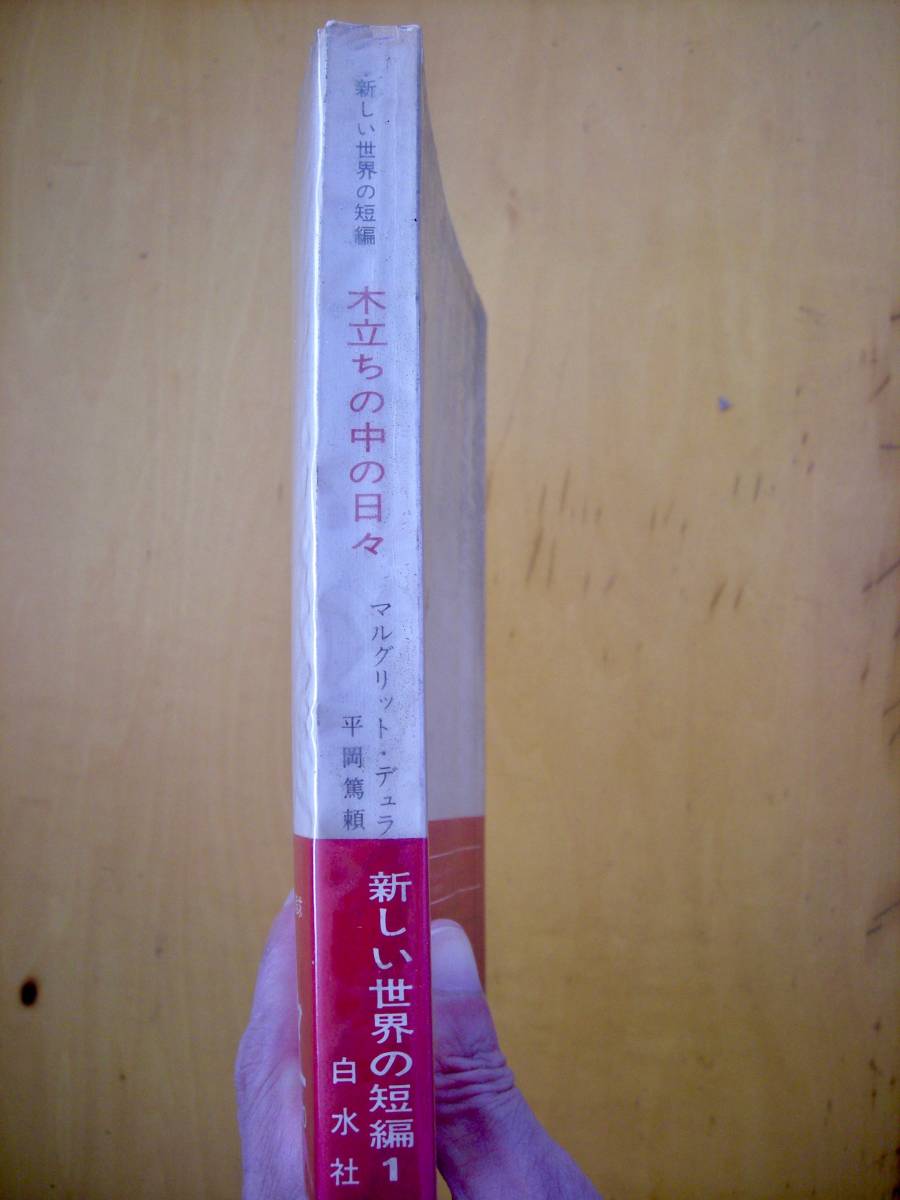 新しい世界の短編
木立ちの中の日々
マルグリット・デュラ
平岡篤頼
新しい世界の短編1
白水社